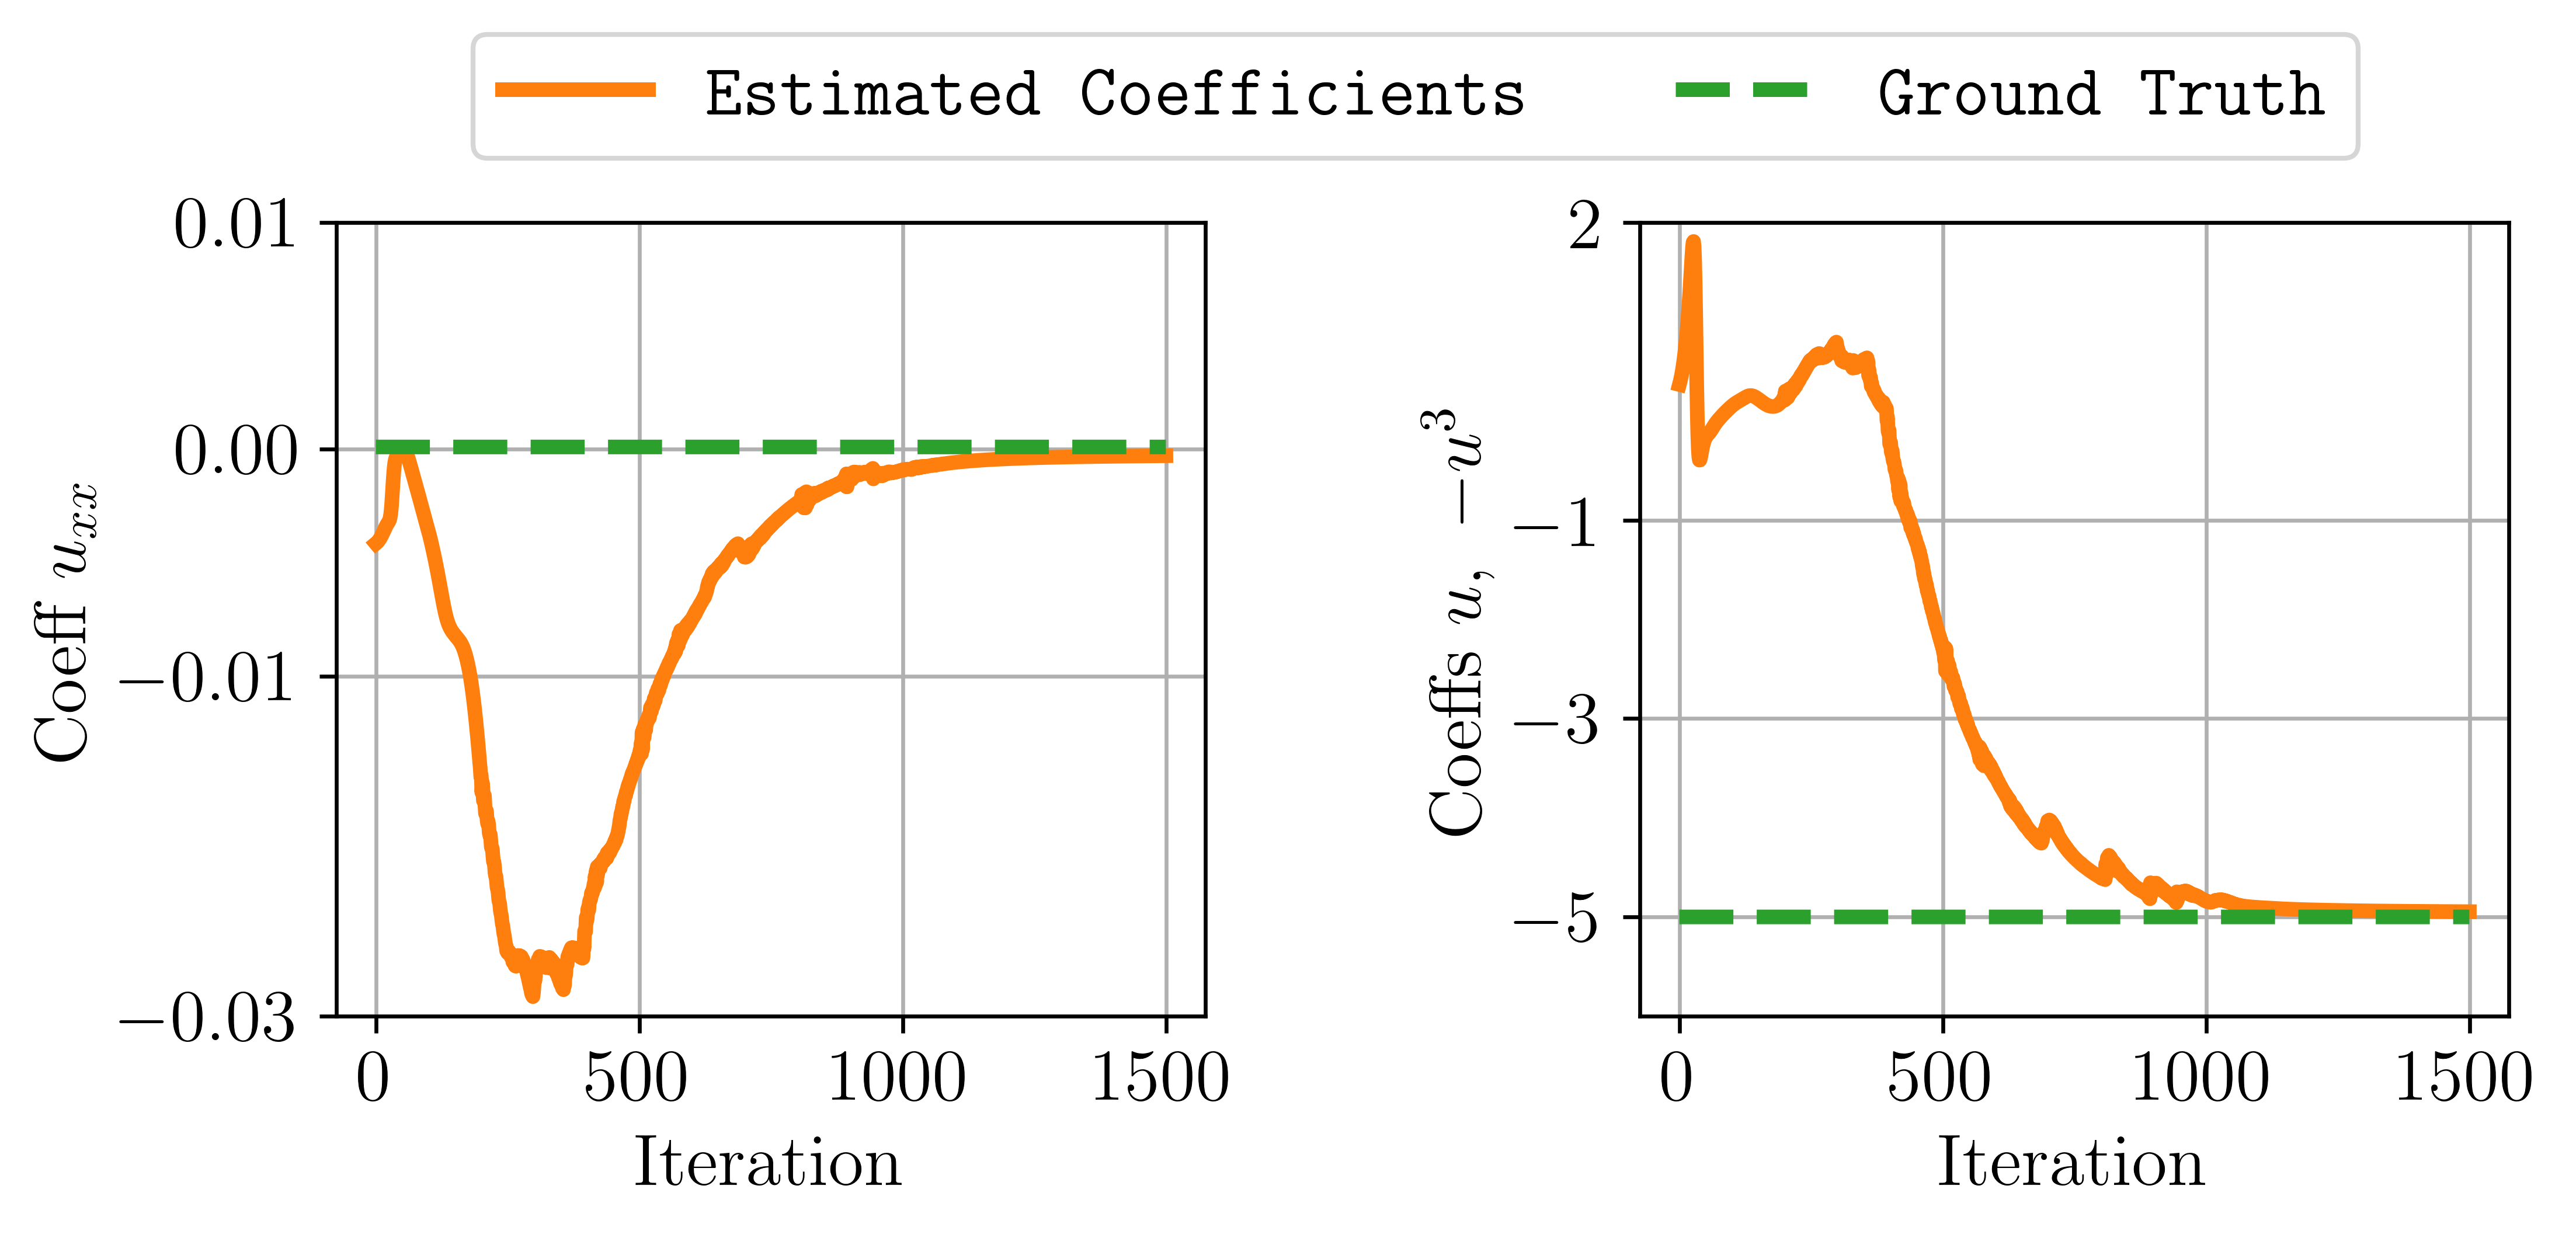 Estimated Coefficients Ground Truth
Coeff u_xx
0.01
0.00
−0.01
−0.03
0 500 1000 1500
Iteration
Coeffs u, −u³
2
−1
−3
−5
0 500 1000 1500
Iteration